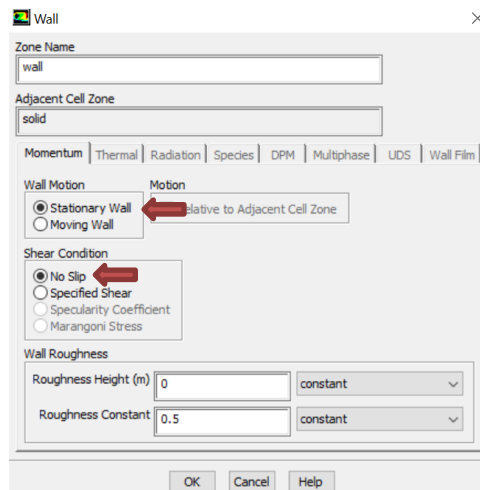 Wall
Zone Name
wall
Adjacent Cell Zone
solid
Momentum Thermal Radiation Species DPM Multiphase UDS Wall Film
Wall Motion Motion
Stationary Wall elative to Adjacent Cell Zone
Moving Wall
Shear Condition
No Slip
Specified Shear
Specularity Coefficient
Marangoni Stress
Wall Roughness
Roughness Height (m) 0 constant
Roughness Constant 0.5 constant
OK Cancel Help